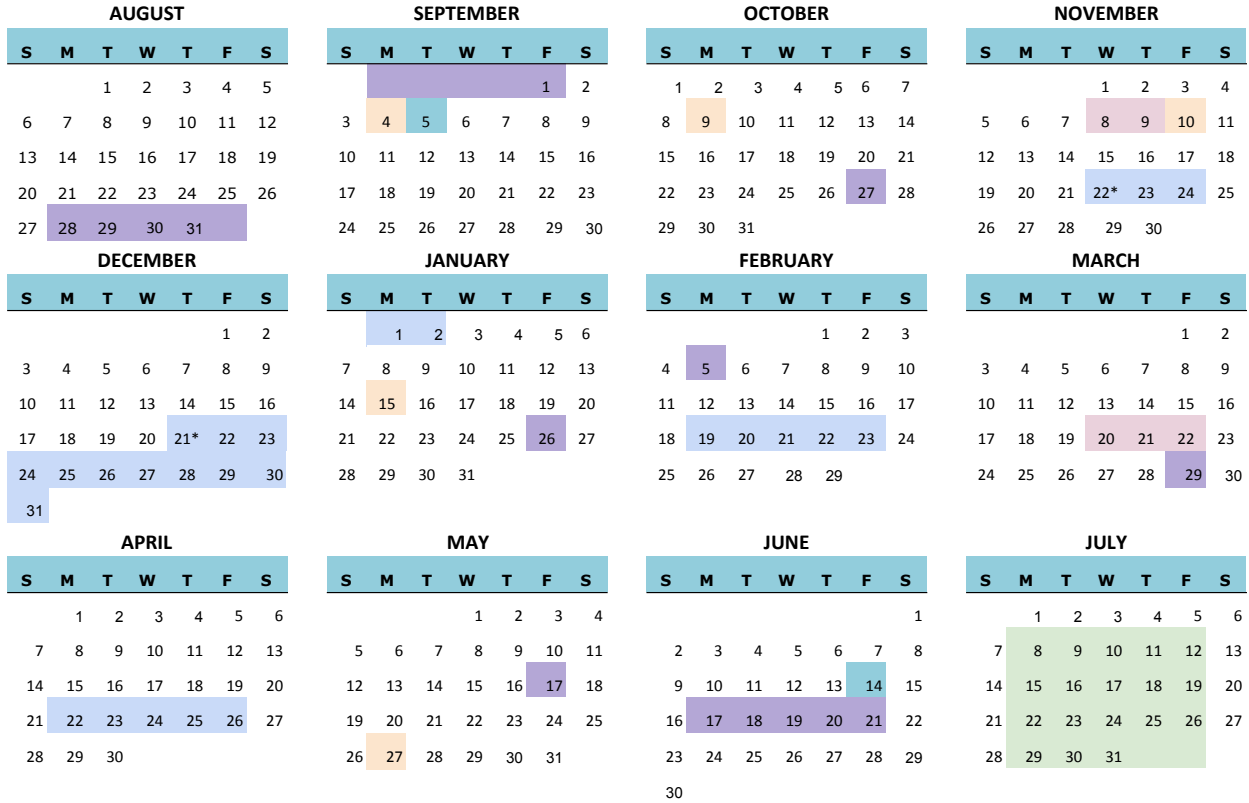 AUGUST SEPTEMBER OCTOBER NOVEMBER
S M T W T F S S M T W T F S S M T W T F S S M T W T F S
1 2 3 4 5 1 2 1 2 3 4 5 6 7 1 2 3 4
6 7 8 9 10 11 12 3 4 5 6 7 8 9 8 9 10 11 12 13 14 5 6 7 8 9 10 11
13 14 15 16 17 18 19 10 11 12 13 14 15 16 15 16 17 18 19 20 21 12 13 14 15 16 17 18
20 21 22 23 24 25 26 17 18 19 20 21 22 23 22 23 24 25 26 27 28 19 20 21 22* 23 24 25
27 28 29 30 31 24 25 26 27 28 29 30 29 30 31 26 27 28 29 30
DECEMBER JANUARY FEBRUARY MARCH
S M T W T F S S M T W T F S S M T W T F S S M T W T F S
1 2 1 2 3 4 5 6 1 2 3 1 2
3 4 5 6 7 8 9 7 8 9 10 11 12 13 4 5 6 7 8 9 10 3 4 5 6 7 8 9
10 11 12 13 14 15 16 14 15 16 17 18 19 20 11 12 13 14 15 16 17 10 11 12 13 14 15 16
17 18 19 20 21* 22 23 21 22 23 24 25 26 27 18 19 20 21 22 23 24 17 18 19 20 21 22 23
24 25 26 27 28 29 30 28 29 30 31 25 26 27 28 29 24 25 26 27 28 29 30
31
APRIL MAY JUNE JULY
S M T W T F S S M T W T F S S M T W T F S S M T W T F S
1 2 3 4 5 6 1 2 3 4 1 1 2 3 4 5 6
7 8 9 10 11 12 13 5 6 7 8 9 10 11 2 3 4 5 6 7 8 7 8 9 10 11 12 13
14 15 16 17 18 19 20 12 13 14 15 16 17 18 9 10 11 12 13 14 15 14 15 16 17 18 19 20
21 22 23 24 25 26 27 19 20 21 22 23 24 25 16 17 18 19 20 21 22 21 22 23 24 25 26 27
28 29 30 26 27 28 29 30 31 23 24 25 26 27 28 29 28 29 30 31
30